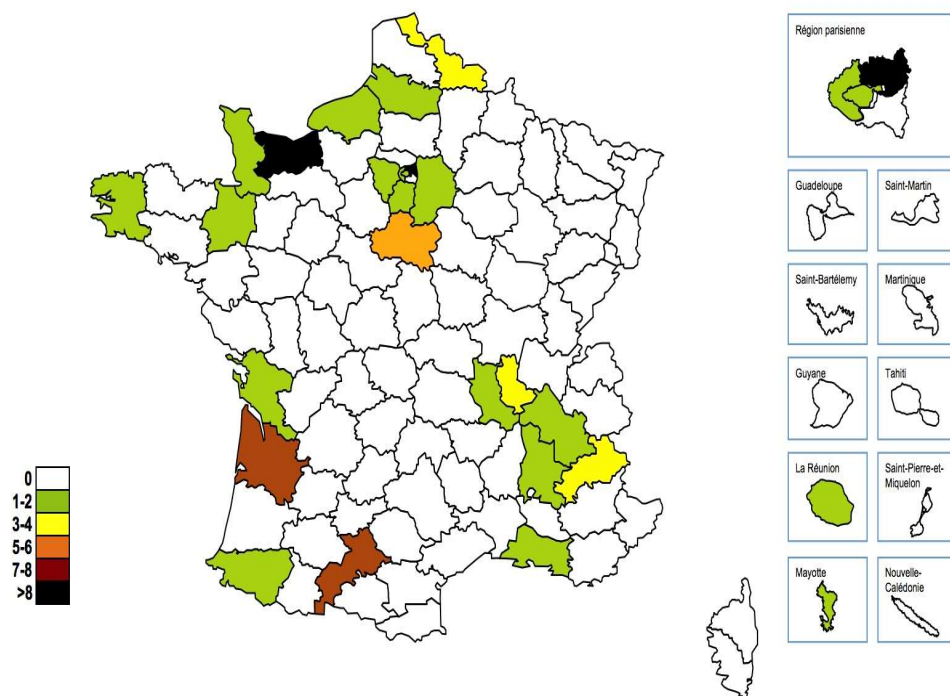 Région parisienne
Guadeloupe
Saint-Martin
Saint-Bartélemy
Martinique
Guyane
Tahiti
La Réunion
Saint-Pierre-et-
Miquelon
Mayotte
Nouvelle-
Calédonie
0
1-2
3-4
5-6
7-8
>8